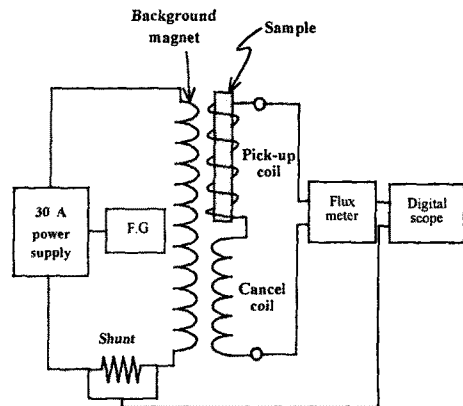 Background
magnet
Sample
Pick-up
coil
30 A
power
supply
F.G
Flux
meter
Digital
scope
Cancel
coil
Shunt